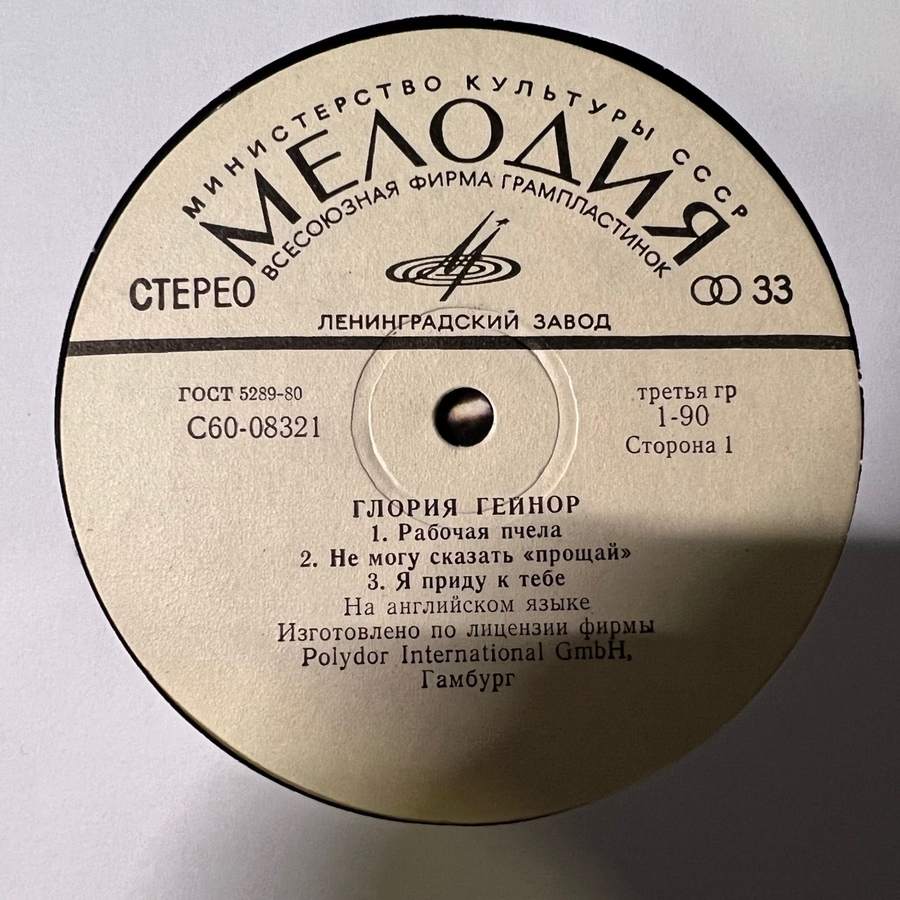 МИНИСТЕРСТВО КУЛЬТУРЫ СССР
МЕЛОДИЯ
ВСЕСОЮЗНАЯ ФИРМА ГРАМПЛАСТИНОК
СТЕРЕО
33
ЛЕНИНГРАДСКИЙ ЗАВОД
ГОСТ 5289-80
С60-08321
третья гр
1-90
Сторона 1
ГЛОРИЯ ГЕЙНОР
1. Рабочая пчела
2. Не могу сказать «прощай»
3. Я приду к тебе
На английском языке
Изготовлено по лицензии фирмы
Polydor International GmbH,
Гамбург